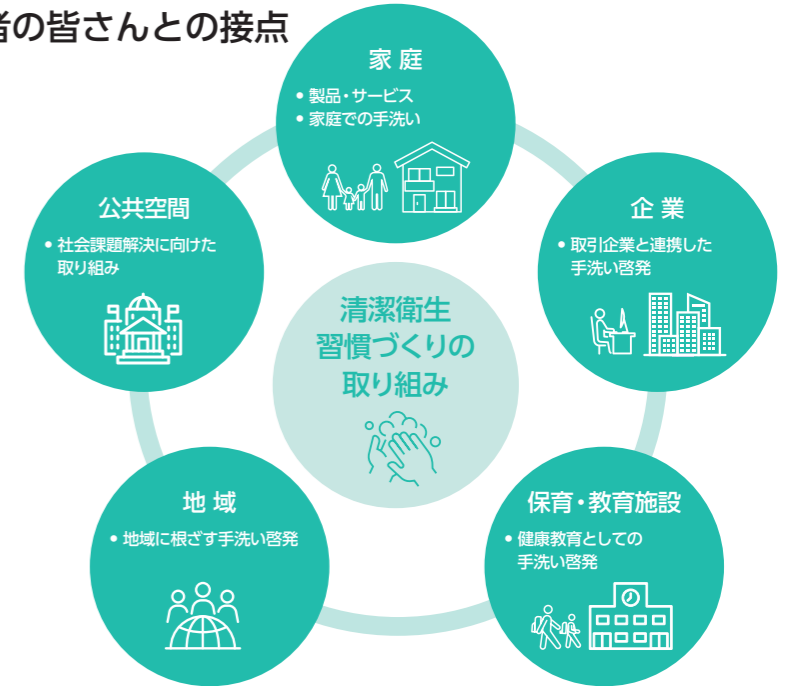 者の皆さんとの接点
家 庭
• 製品・サービス
• 家庭での手洗い
企 業
• 取引企業と連携した
手洗い啓発
保育・教育施設
• 健康教育としての
手洗い啓発
地 域
• 地域に根ざす手洗い啓発
公共空間
• 社会課題解決に向けた
取り組み
清潔衛生
習慣づくりの
取り組み